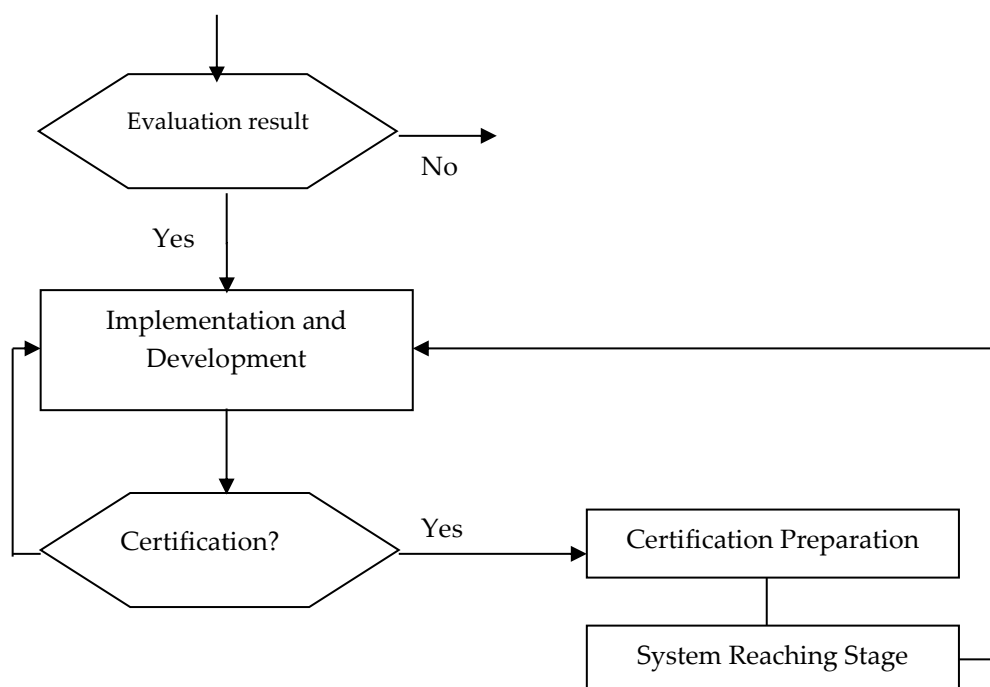 Evaluation result
No
Yes
Implementation and
Development
Certification?
Yes
Certification Preparation
System Reaching Stage